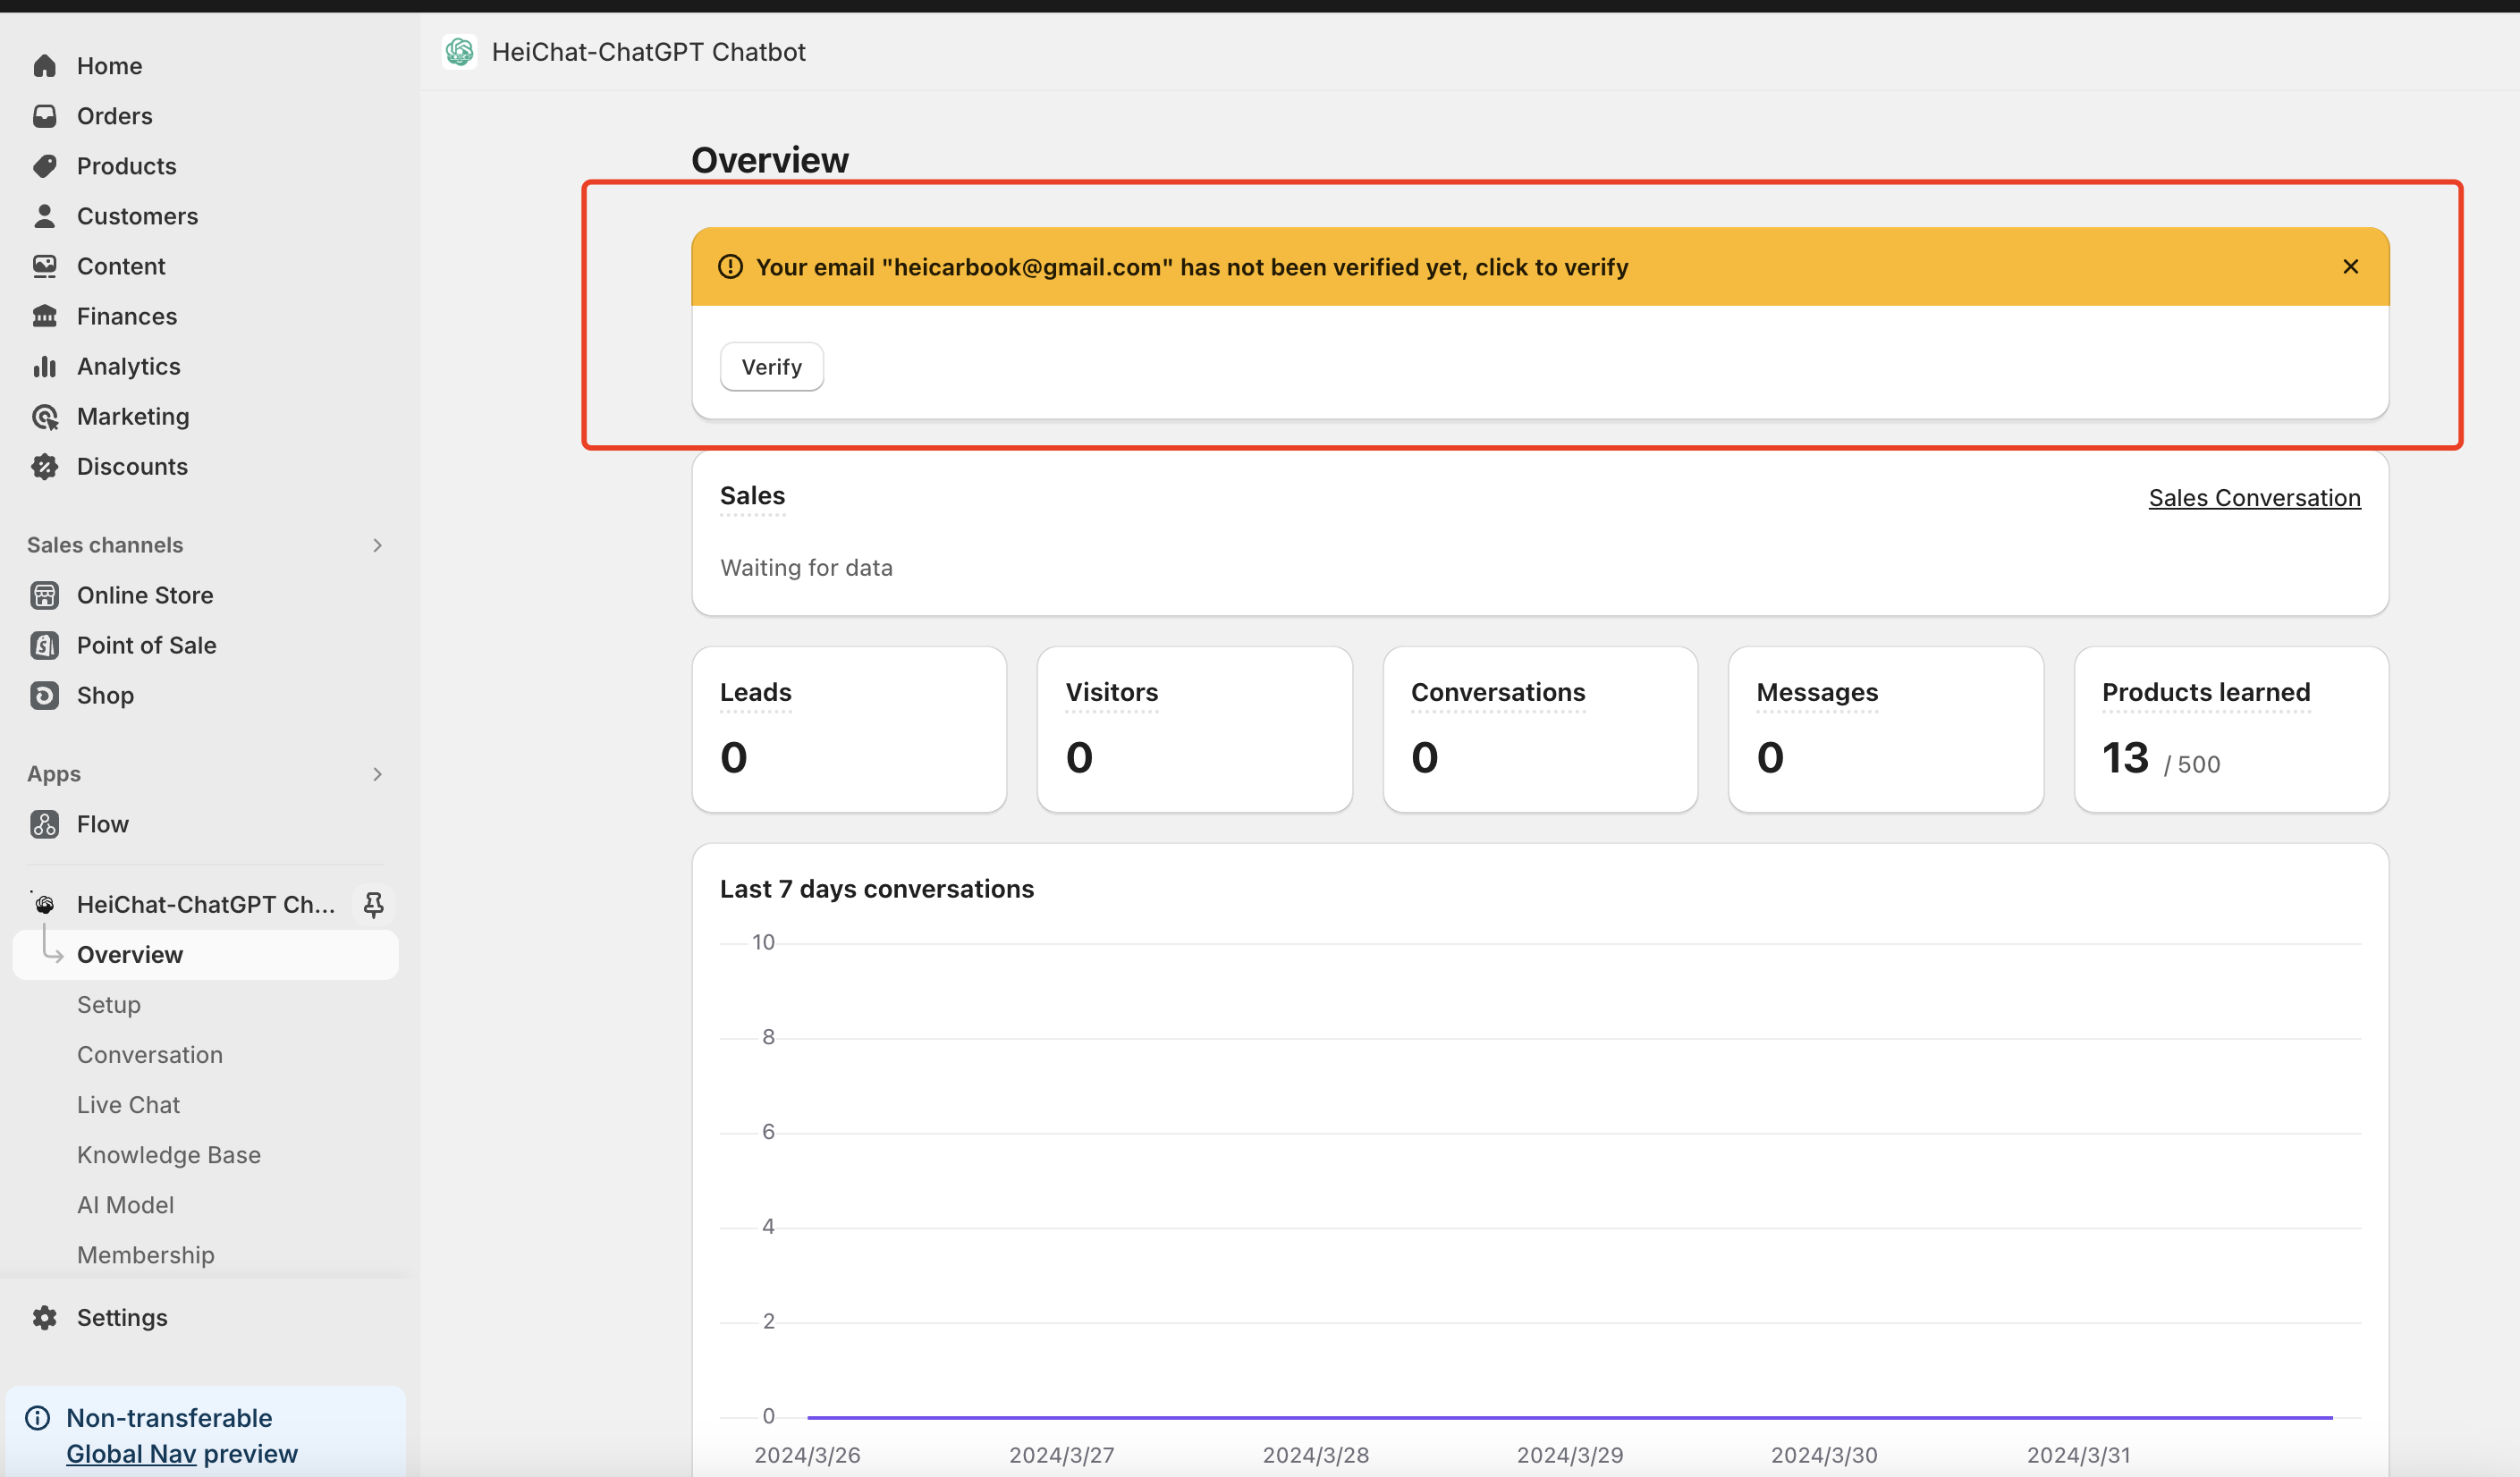 Home
Orders
Products
Customers
Content
Finances
Analytics
Marketing
Discounts
Sales channels
Online Store
Point of Sale
Shop
Apps
Flow
HeiChat-ChatGPT Ch...
Overview
Setup
Conversation
Live Chat
Knowledge Base
AI Model
Membership
Settings
Non-transferable
Global Nav preview
HeiChat-ChatGPT Chatbot
Overview
Your email "heicarbook@gmail.com" has not been verified yet, click to verify
Verify
Sales
Sales Conversation
Waiting for data
Leads
0
Visitors
0
Conversations
0
Messages
0
Products learned
13 / 500
Last 7 days conversations
10
8
6
4
2
0
2024/3/26 2024/3/27 2024/3/28 2024/3/29 2024/3/30 2024/3/31